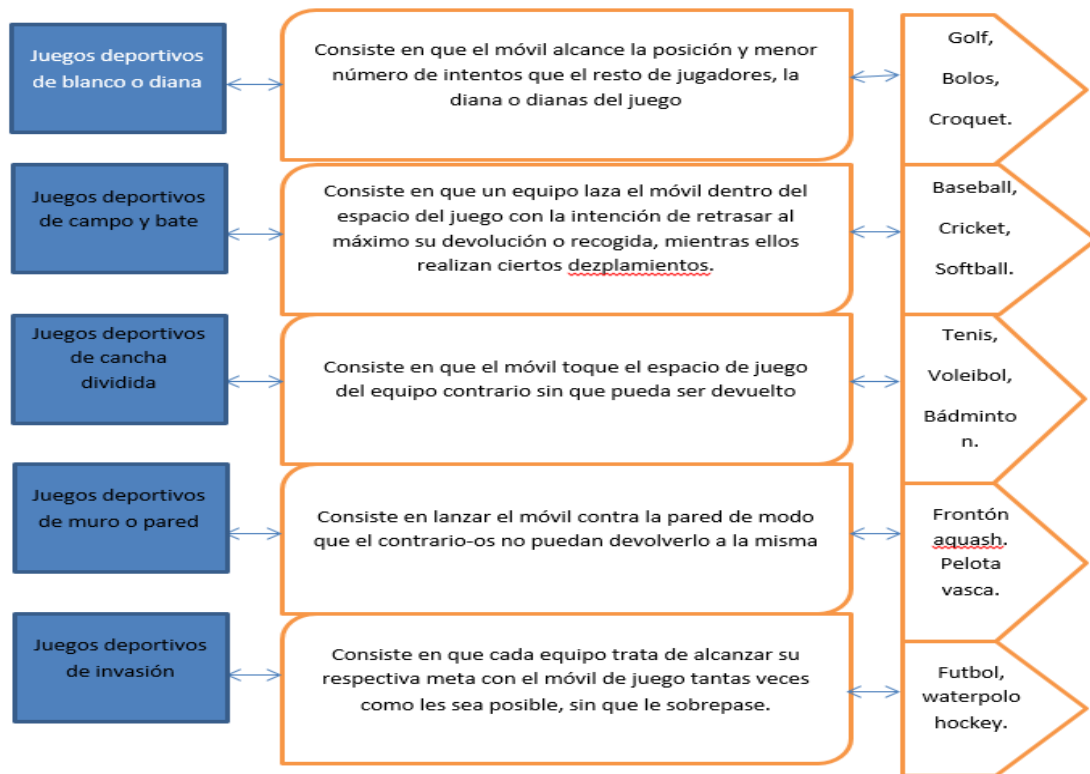 Juegos deportivos
de blanco o diana
Consiste en que el móvil alcance la posición y menor
número de intentos que el resto de jugadores, la
diana o dianas del juego
Golf,
Bolos,
Croquet.
Juegos deportivos
de campo y bate
Consiste en que un equipo laza el móvil dentro del
espacio del juego con la intención de retrasar al
máximo su devolución o recogida, mientras ellos
realizan ciertos dezplamientos.
Baseball,
Cricket,
Softball.
Juegos deportivos
de cancha
dividida
Consiste en que el móvil toque el espacio de juego
del equipo contrario sin que pueda ser devuelto
Tenis,
Voleibol,
Bádminto
n.
Juegos deportivos
de muro o pared
Consiste en lanzar el móvil contra la pared de modo
que el contrario-os no puedan devolverlo a la misma
Frontón
aquash.
Pelota
vasca.
Juegos deportivos
de invasión
Consiste en que cada equipo trata de alcanzar su
respectiva meta con el móvil de juego tantas veces
como les sea posible, sin que le sobrepase.
Futbol,
waterpolo
hockey.